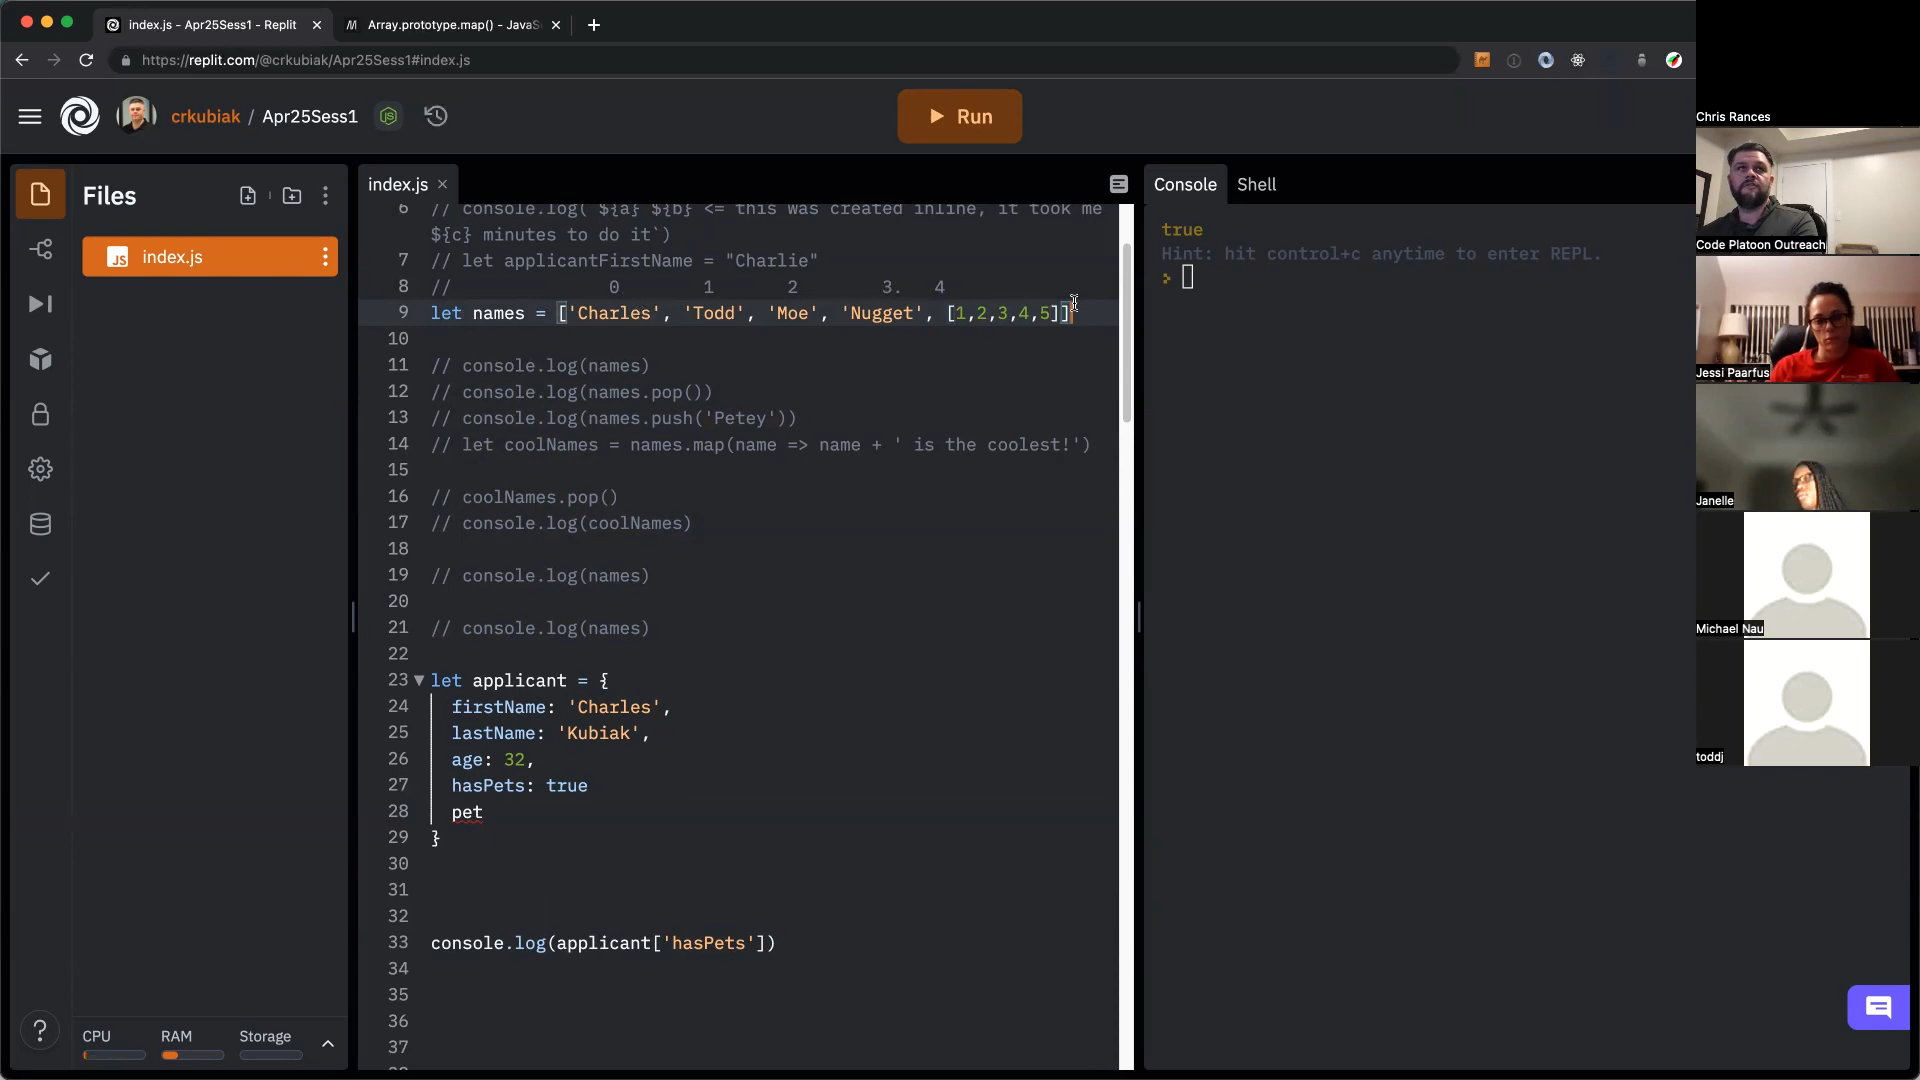 index.js - Apr25Sess1 - Replit
Array.prototype.map() - JavaS
https://replit.com/@crkubiak/Apr25Sess1#index.js
crkubiak / Apr25Sess1
Run
Files
index.js
CPU
RAM
Storage
index.js
6 // console.log(`${a} ${b} <= this was created inline, it took me
${c} minutes to do it`)
7 // let applicantFirstName = "Charlie"
8 // 0 1 2 3. 4
9 let names = ['Charles', 'Todd', 'Moe', 'Nugget', [1,2,3,4,5]]
10
11 // console.log(names)
12 // console.log(names.pop())
13 // console.log(names.push('Petey'))
14 // let coolNames = names.map(name => name + ' is the coolest!')
15
16 // coolNames.pop()
17 // console.log(coolNames)
18
19 // console.log(names)
20
21 // console.log(names)
22
23 let applicant = {
24 firstName: 'Charles',
25 lastName: 'Kubiak',
26 age: 32,
27 hasPets: true
28 pet
29 }
30
31
32
33 console.log(applicant['hasPets'])
34
35
36
37
Console
Shell
true
Hint: hit control+c anytime to enter REPL.
Chris Rances
Code Platoon Outreach
Jessi Paarfus
Janelle
Michael Nau
toddj